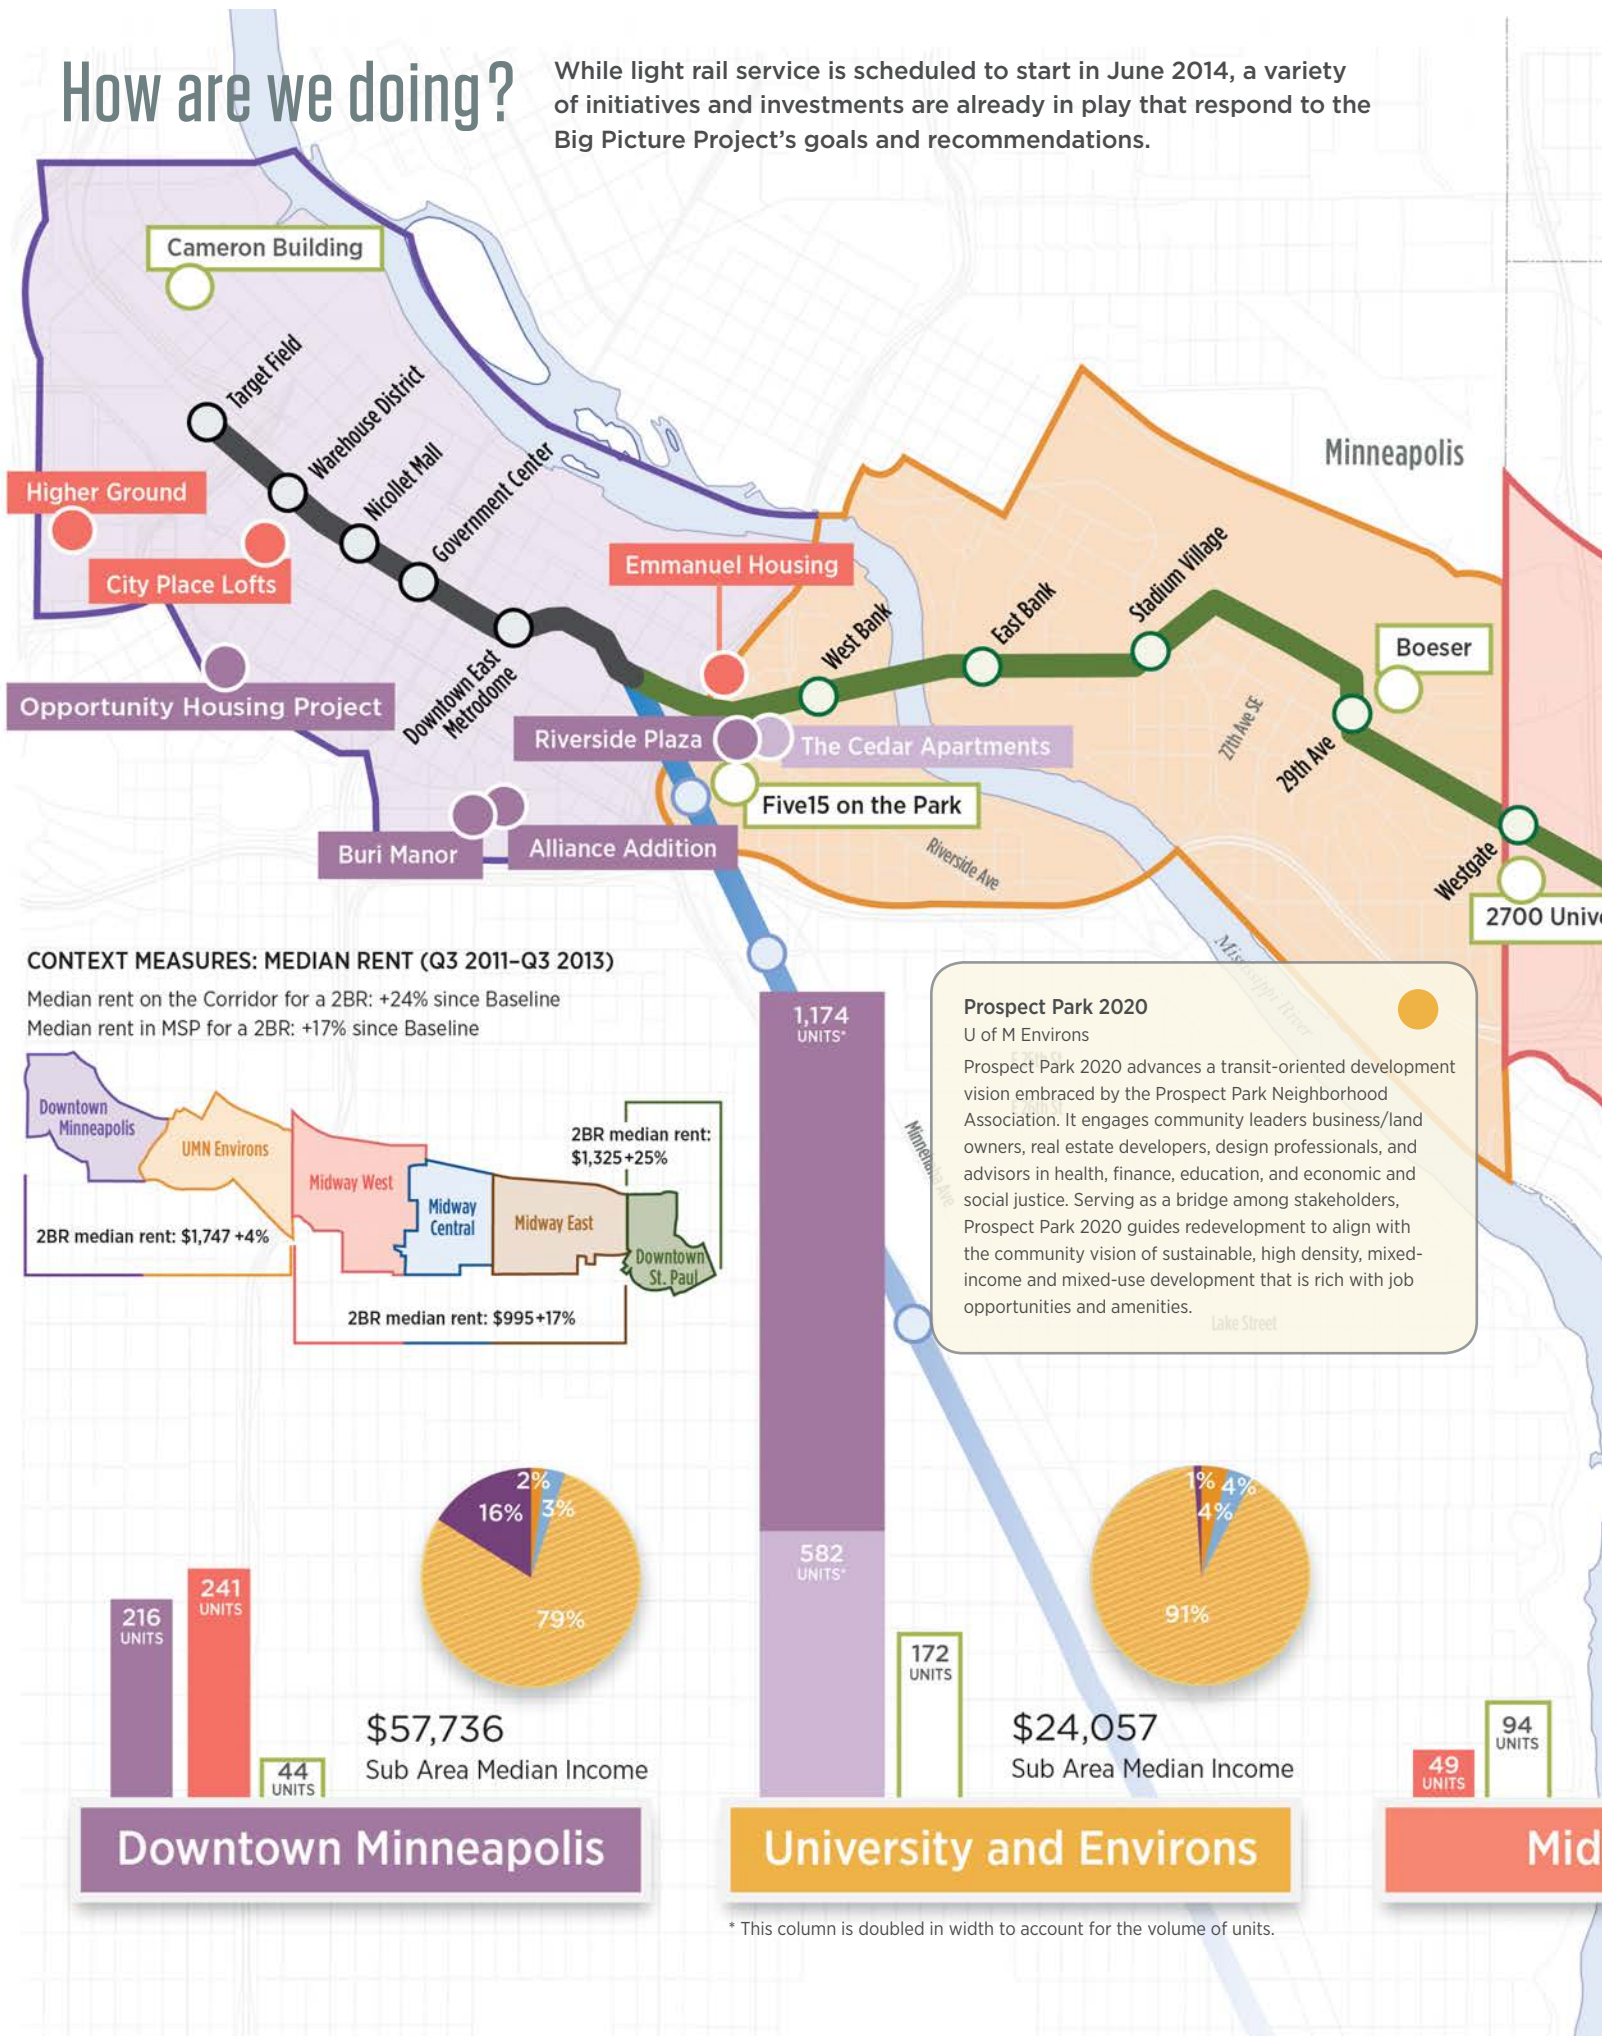 How are we doing?
While light rail service is scheduled to start in June 2014, a variety
of initiatives and investments are already in play that respond to the
Big Picture Project's goals and recommendations.
Cameron Building
Target Field
Warehouse District
Nicollet Mall
Government Center
Minneapolis
Higher Ground
City Place Lofts
Emmanuel Housing
West Bank
East Bank
Stadium Village
Boeser
Opportunity Housing Project
Downtown East
Metrodome
Riverside Plaza
The Cedar Apartments
27th Ave SE
29th Ave
Five15 on the Park
Buri Manor
Alliance Addition
Riverside Ave
Westgate
2700 Unive
Mississippi River
CONTEXT MEASURES: MEDIAN RENT (Q3 2011–Q3 2013)
Median rent on the Corridor for a 2BR: +24% since Baseline
Median rent in MSP for a 2BR: +17% since Baseline
Downtown
Minneapolis
UMN Environs
Midway West
Midway
Central
Midway East
Downtown
St. Paul
2BR median rent:
$1,325 +25%
2BR median rent: $1,747 +4%
2BR median rent: $995 +17%
1,174
UNITS*
Prospect Park 2020
U of M Environs
E 25th St
Prospect Park 2020 advances a transit-oriented development
vision embraced by the Prospect Park Neighborhood
E 26th St
Association. It engages community leaders business/land
owners, real estate developers, design professionals, and
advisors in health, finance, education, and economic and
social justice. Serving as a bridge among stakeholders,
Prospect Park 2020 guides redevelopment to align with
the community vision of sustainable, high density, mixed-
income and mixed-use development that is rich with job
opportunities and amenities.
Minnehaha Ave
Lake Street
2%
16%
3%
79%
582
UNITS*
1%
4%
4%
91%
216
UNITS
241
UNITS
44
UNITS
$57,736
Sub Area Median Income
172
UNITS
$24,057
Sub Area Median Income
49
UNITS
94
UNITS
Downtown Minneapolis
University and Environs
Mid
* This column is doubled in width to account for the volume of units.